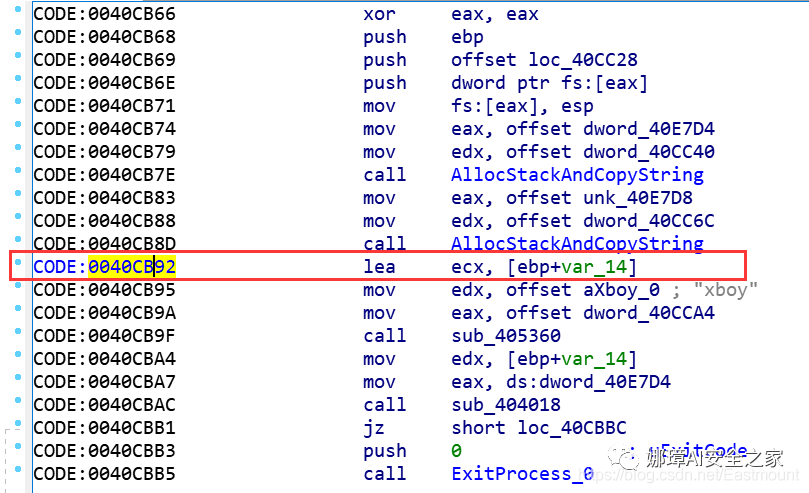 CODE:0040CB66 xor eax, eax
CODE:0040CB68 push ebp
CODE:0040CB69 push offset loc_40CC28
CODE:0040CB6E push dword ptr fs:[eax]
CODE:0040CB71 mov fs:[eax], esp
CODE:0040CB74 mov eax, offset dword_40E7D4
CODE:0040CB79 mov edx, offset dword_40CC40
CODE:0040CB7E call AllocStackAndCopyString
CODE:0040CB83 mov eax, offset unk_40E7D8
CODE:0040CB88 mov edx, offset dword_40CC6C
CODE:0040CB8D call AllocStackAndCopyString
CODE:0040CB92 lea ecx, [ebp+var_14]
CODE:0040CB95 mov edx, offset aXboy_0 ; "xboy"
CODE:0040CB9A mov eax, offset dword_40CCA4
CODE:0040CB9F call sub_405360
CODE:0040CBA4 mov edx, [ebp+var_14]
CODE:0040CBA7 mov eax, ds:dword_40E7D4
CODE:0040CBAC call sub_404018
CODE:0040CBB1 jz short loc_40CBBC
CODE:0040CBB3 push 0 ; uExitCode
CODE:0040CBB5 call ExitProcess_0
娜璋AI安全之家
https://blog.csdn.net/Eastmount